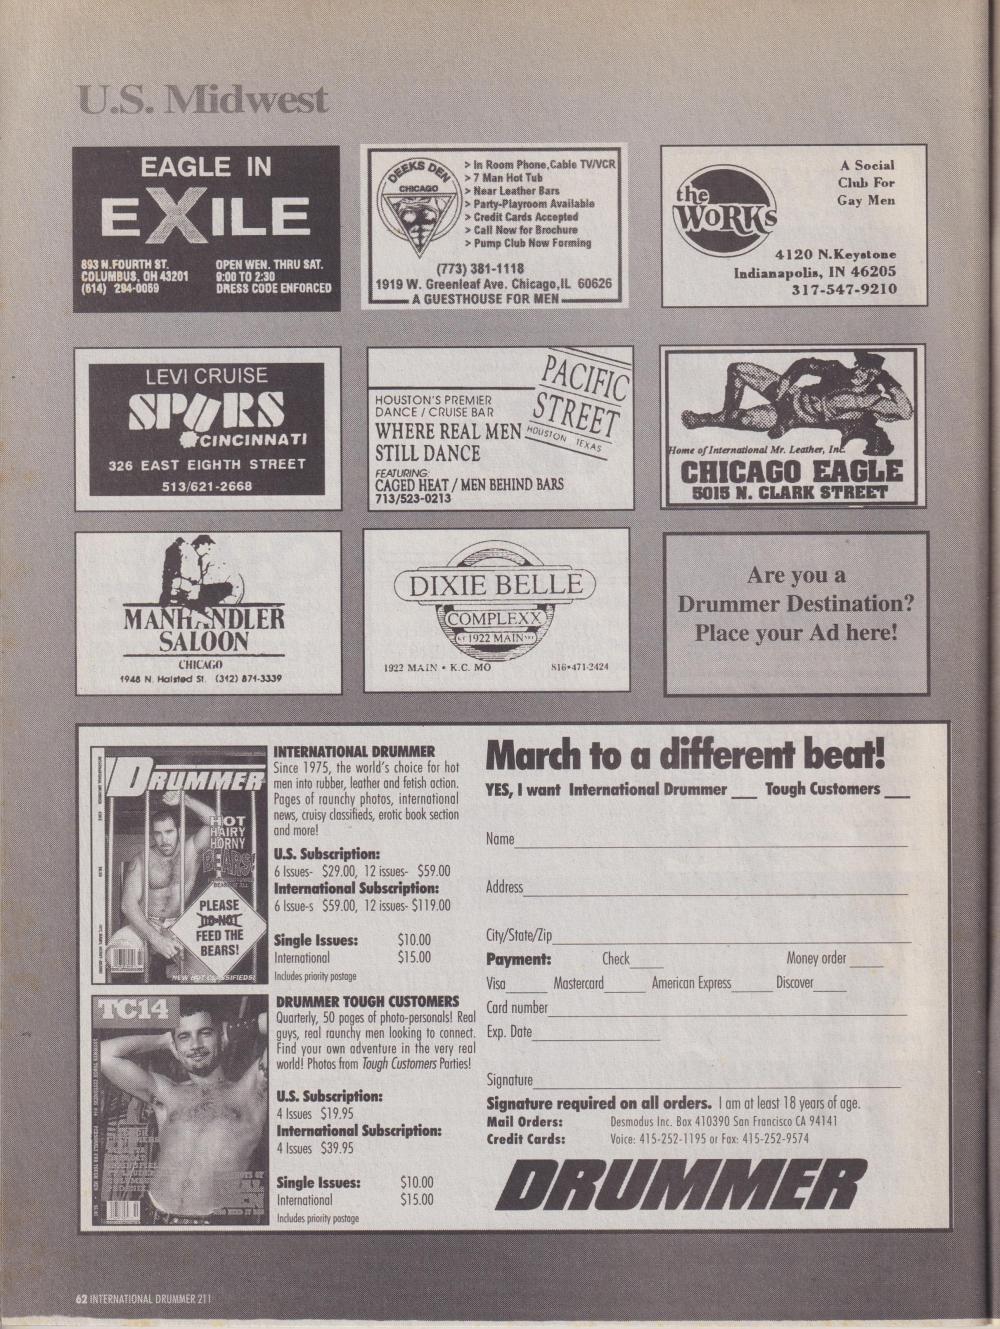 U.S. Midwest
EAGLE IN
EXILE
893 N.FOURTH ST.
COLUMBUS, OH 43201
(614) 294-0069
OPEN WEN. THRU SAT.
9:00 TO 2:30
DRESS CODE ENFORCED
DEEKS DEN
CHICAGO
> In Room Phone,Cable TV/VCR
> 7 Man Hot Tub
> Near Leather Bars
> Party-Playroom Available
> Credit Cards Accepted
> Call Now for Brochure
> Pump Club Now Forming
(773) 381-1118
1919 W. Greenleaf Ave. Chicago,IL 60626
A GUESTHOUSE FOR MEN
the
WORKS
A Social
Club For
Gay Men
4120 N.Keystone
Indianapolis, IN 46205
317-547-9210
LEVI CRUISE
SPURS
CINCINNATI
326 EAST EIGHTH STREET
513/621-2668
PACIFIC
STREET
HOUSTON TEXAS
HOUSTON'S PREMIER
DANCE / CRUISE BAR
WHERE REAL MEN
STILL DANCE
FEATURING:
CAGED HEAT / MEN BEHIND BARS
713/523-0213
Home of International Mr. Leather, Inc.
CHICAGO EAGLE
5015 N. CLARK STREET
MANHANDLER
SALOON
CHICAGO
1948 N. Halsted St. (312) 871-3339
DIXIE BELLE
COMPLEXX
1922 MAIN
1922 MAIN • K.C. MO
816•471-2424
Are you a
Drummer Destination?
Place your Ad here!
DRUMMER
HOT
HAIRY
HORNY
BEARS!
PLEASE
DO NOT
FEED THE
BEARS!
NEW HOT CLASSIFIEDS!
INTERNATIONAL DRUMMER
Since 1975, the world's choice for hot
men into rubber, leather and fetish action.
Pages of raunchy photos, international
news, cruisy classifieds, erotic book section
and more!
U.S. Subscription:
6 Issues- $29.00, 12 issues- $59.00
International Subscription:
6 Issue-s $59.00, 12 issues- $119.00
Single Issues: $10.00
International $15.00
Includes priority postage
TC14
DRUMMER TOUGH CUSTOMERS
Quarterly, 50 pages of photo-personals! Real
guys, real raunchy men looking to connect.
Find your own adventure in the very real
world! Photos from Tough Customers Parties!
U.S. Subscription:
4 Issues $19.95
International Subscription:
4 Issues $39.95
Single Issues: $10.00
International $15.00
Includes priority postage
March to a different beat!
YES, I want International Drummer ___ Tough Customers ___
Name
Address
City/State/Zip
Payment: Check____ Money order ____
Visa____ Mastercard____ American Express____ Discover____
Card number
Exp. Date
Signature
Signature required on all orders. I am at least 18 years of age.
Mail Orders: Desmodus Inc. Box 410390 San Francisco CA 94141
Credit Cards: Voice: 415-252-1195 or Fax: 415-252-9574
DRUMMER
62 INTERNATIONAL DRUMMER 211